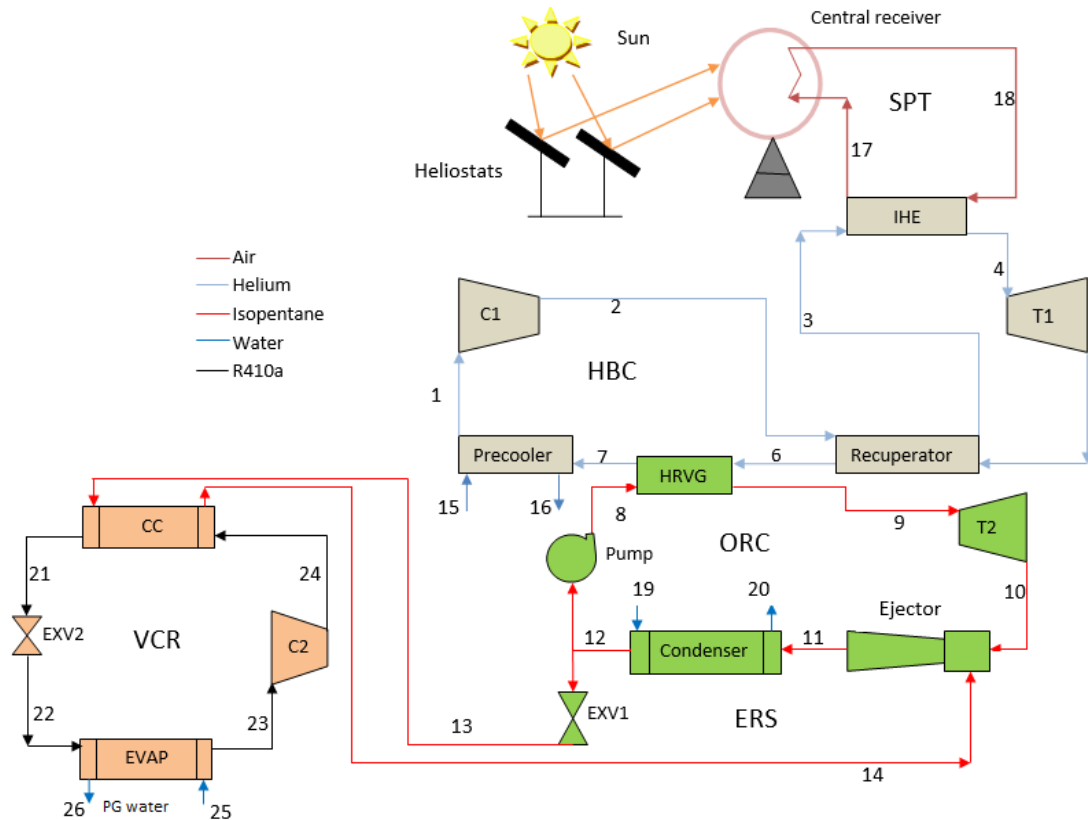 Central receiver
Sun
SPT
18
17
Heliostats
IHE
Air
Helium
Isopentane
Water
R410a
4
C1
2
3
T1
HBC
1
Precooler
7
HRVG
6
Recuperator
15
16
8
9
T2
CC
ORC
Pump
21
24
10
19
20
Ejector
EXV2
VCR
C2
12
Condenser
11
22
23
13
EXV1
ERS
EVAP
14
26
PG water
25